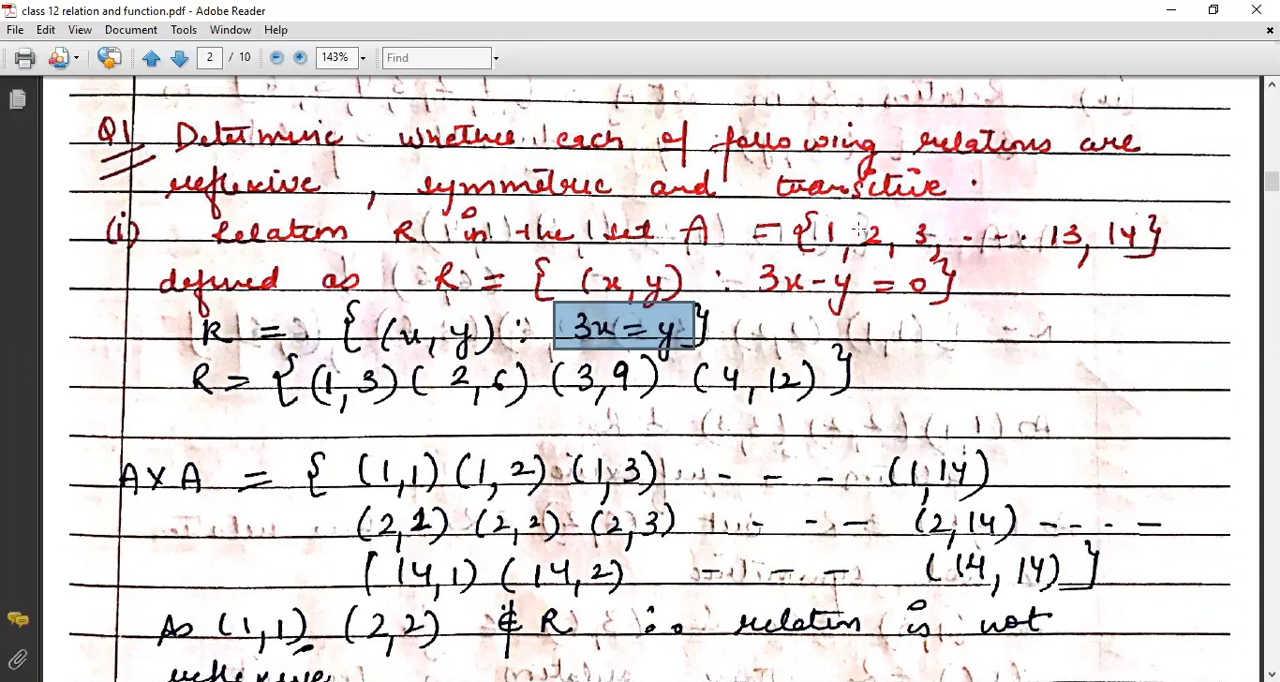 class 12 relation and function.pdf - Adobe Reader
File Edit View Document Tools Window Help
2 / 10 143% Find
Q1 Determine whether each of following relations are
reflexive, symmetric and transitive.
(i) Relation R in the set A = {1, 2, 3, - - - 13, 14}
defined as R = { (x, y) : 3x - y = 0}
R = {(x, y) : 3x = y}
R = {(1, 3) (2, 6) (3, 9) (4, 12)}
A X A = { (1,1) (1, 2) (1, 3) - - - (1, 14)
(2,1) (2, 2) (2, 3) - - - (2, 14) - - - -
(14, 1) (14, 2) - - - (14, 14)}
As (1,1) (2,2) ∉ R ∴ relation is not
reflexive